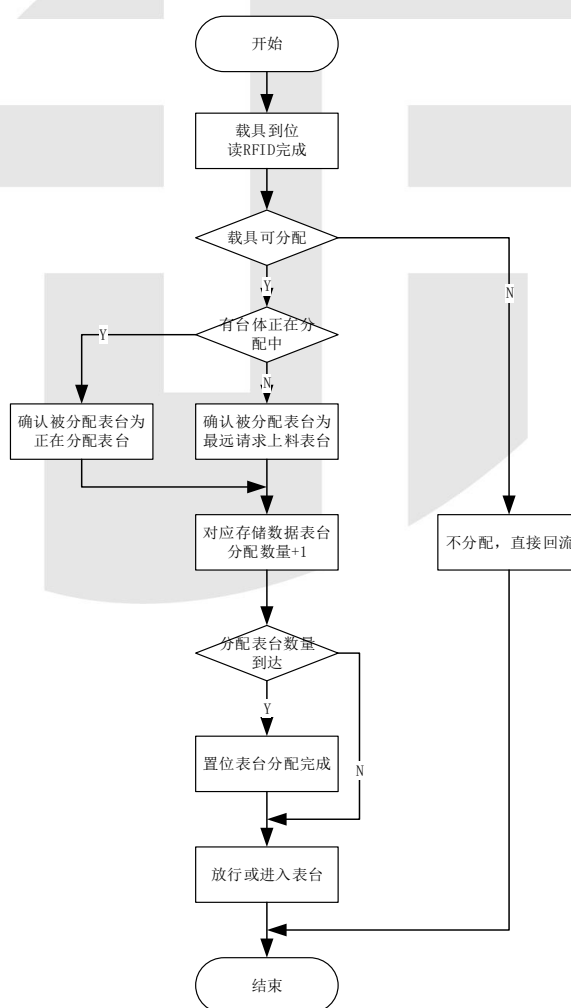 开始
载具到位
读RFID完成
载具可分配
Y
N
有台体正在分
配中
Y
N
确认被分配表台为
正在分配表台
确认被分配表台为
最远请求上料表台
对应存储数据表台
分配数量+1
不分配，直接回流
分配表台数量
到达
Y
N
置位表台分配完成
放行或进入表台
结束